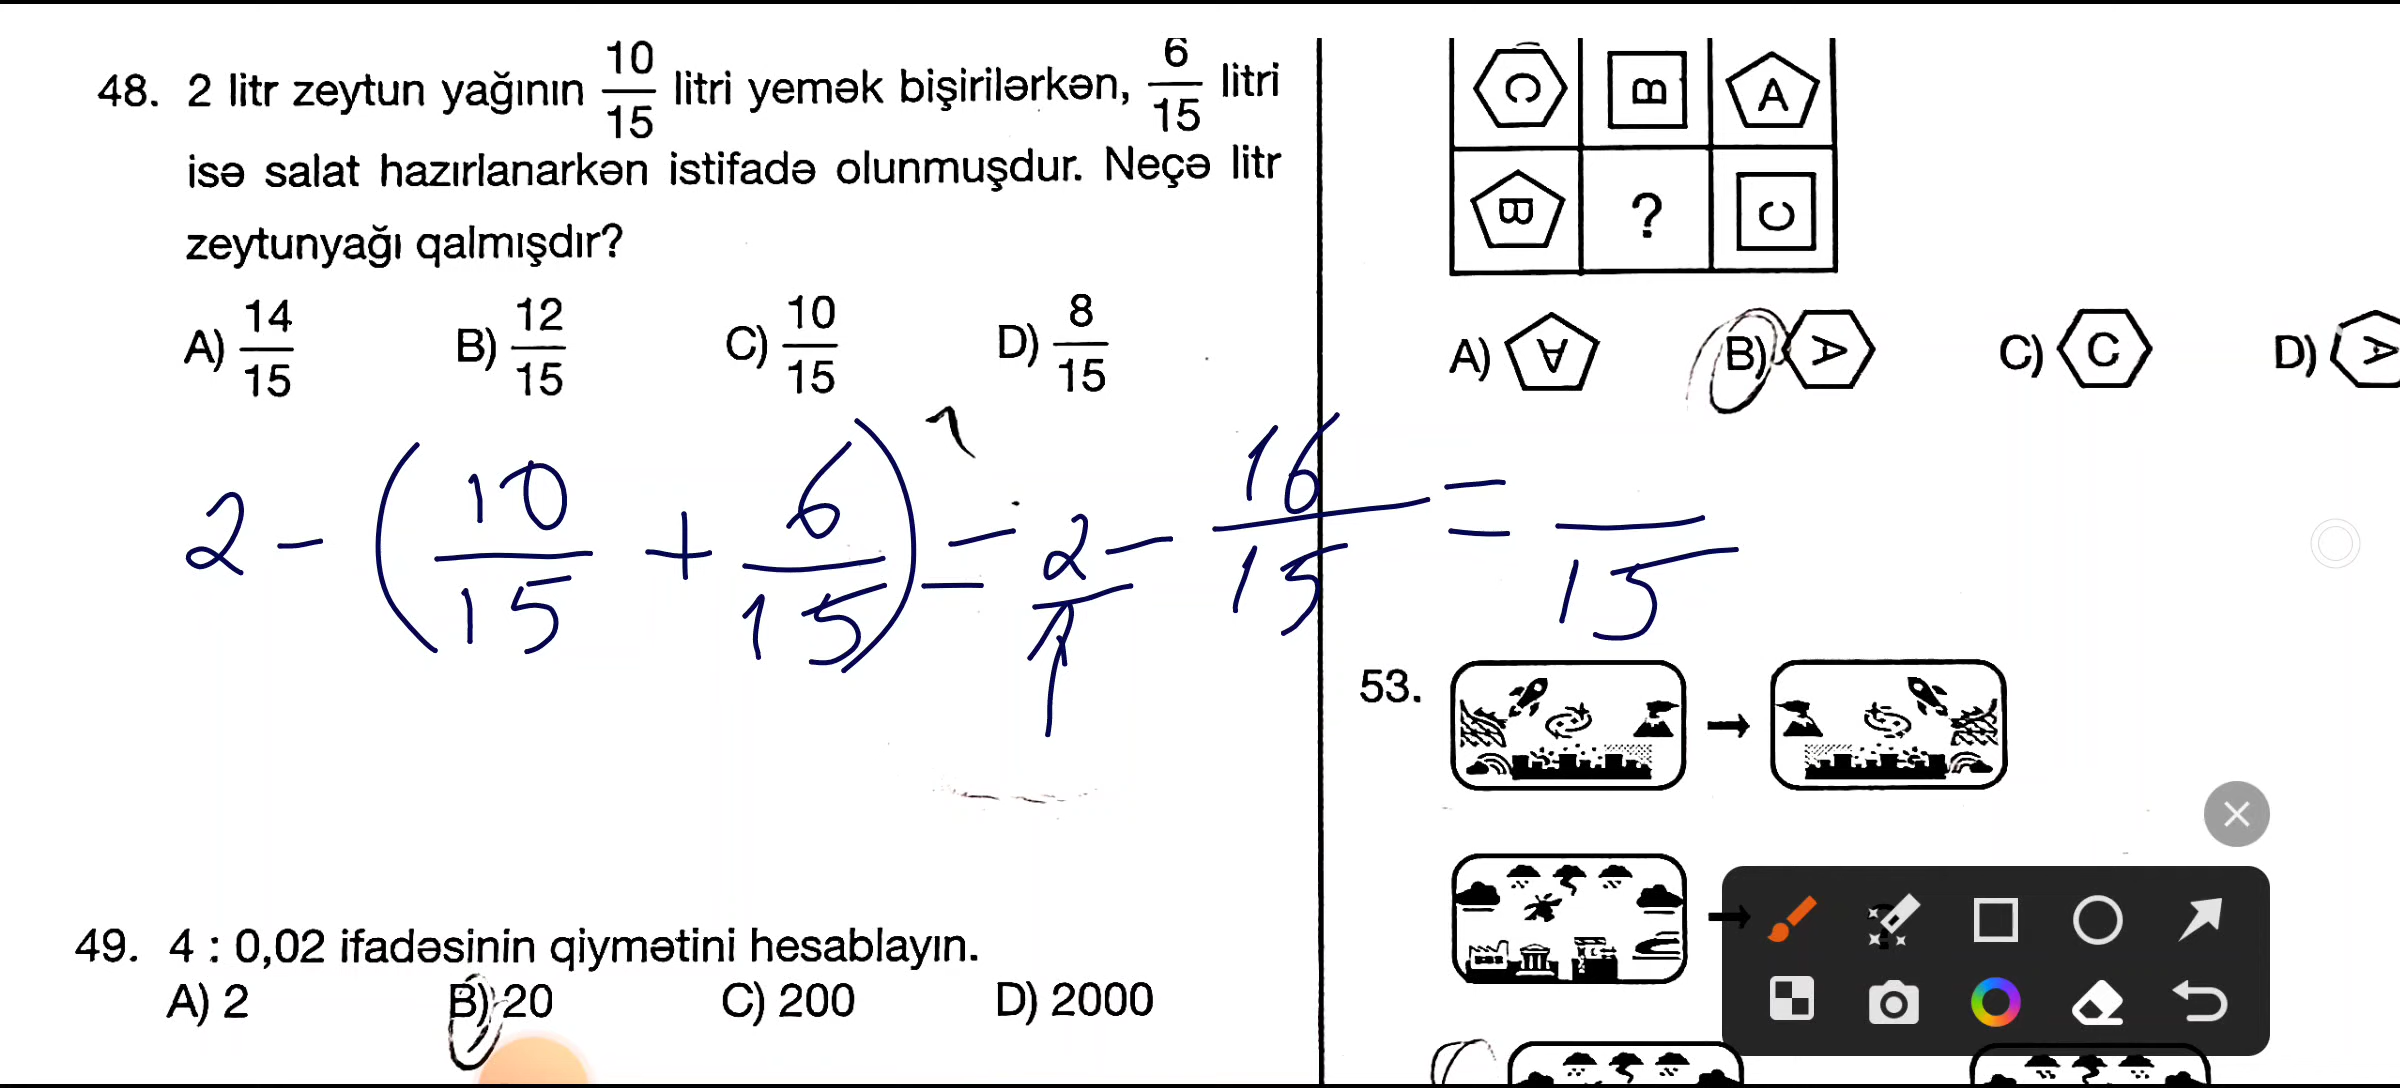 48. 2 litr zeytun yağının 10/15 litri yemək bişirilərkən, 6/15 litri
isə salat hazırlanarkən istifadə olunmuşdur. Neçə litr
zeytunyağı qalmışdır?
A) 14/15 B) 12/15 C) 10/15 D) 8/15
2 - (10/15 + 6/15) = 2/1 - 16/15 = /15
49. 4 : 0,02 ifadəsinin qiymətini hesablayın.
A) 2 B) 20 C) 200 D) 2000
C B A
B ? C
A) A B) A C) C D) A
53.